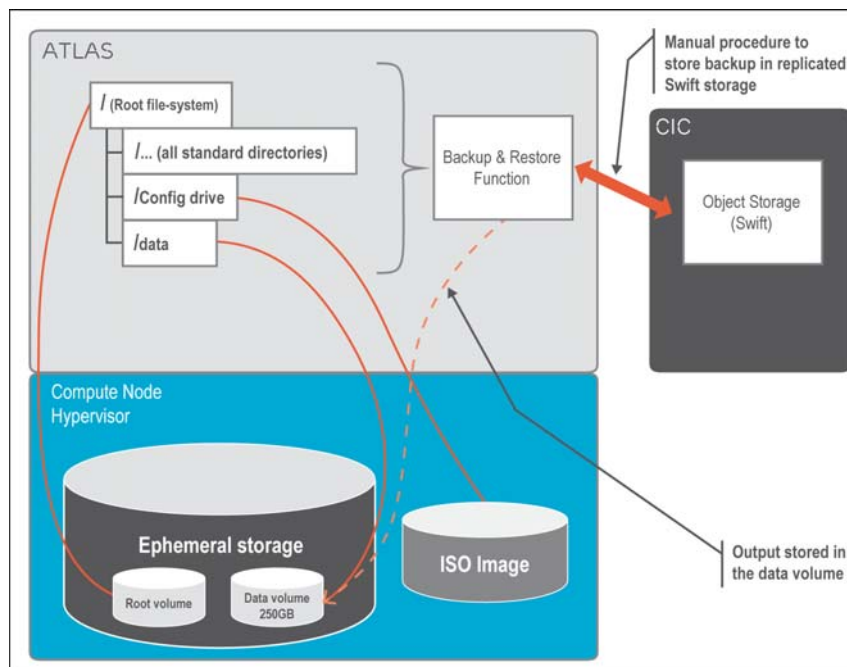 ATLAS
/ (Root file-system)
/... (all standard directories)
/Config drive
/data
Backup & Restore
Function
Manual procedure to
store backup in replicated
Swift storage
CIC
Object Storage
(Swift)
Compute Node
Hypervisor
Ephemeral storage
Root volume
Data volume
250GB
ISO Image
Output stored in
the data volume